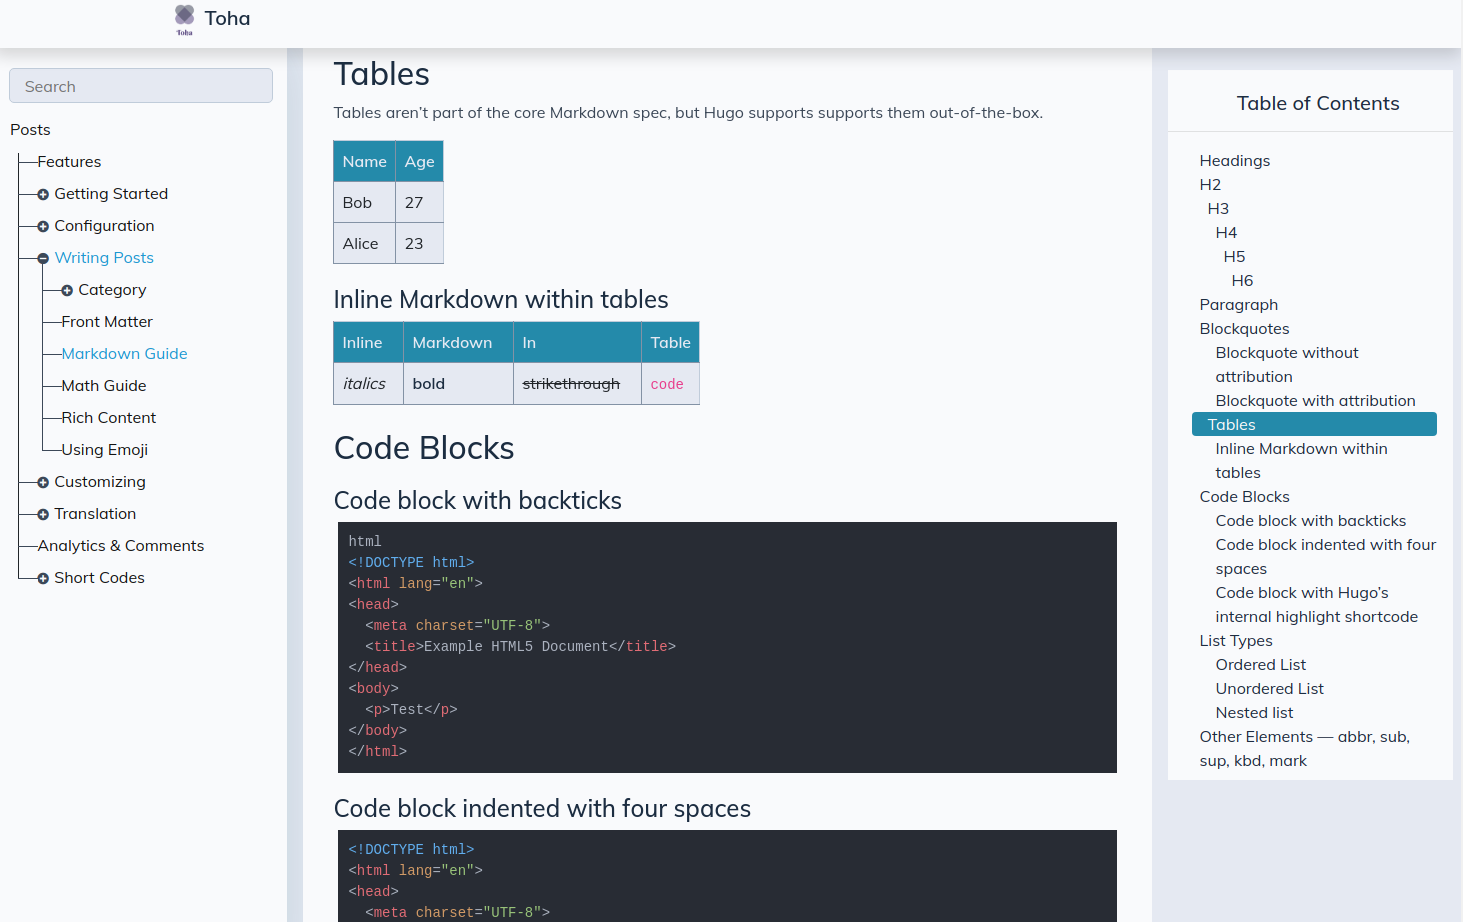 Toha
Toha
Search
Posts
Features
Getting Started
Configuration
Writing Posts
Category
Front Matter
Markdown Guide
Math Guide
Rich Content
Using Emoji
Customizing
Translation
Analytics & Comments
Short Codes
Tables
Tables aren’t part of the core Markdown spec, but Hugo supports supports them out-of-the-box.
Name Age
Bob 27
Alice 23
Inline Markdown within tables
Inline Markdown In Table
italics bold strikethrough code
Code Blocks
Code block with backticks
html
<!DOCTYPE html>
<html lang="en">
<head>
  <meta charset="UTF-8">
  <title>Example HTML5 Document</title>
</head>
<body>
  <p>Test</p>
</body>
</html>
Code block indented with four spaces
<!DOCTYPE html>
<html lang="en">
<head>
  <meta charset="UTF-8">
Table of Contents
Headings
H2
H3
H4
H5
H6
Paragraph
Blockquotes
Blockquote without
attribution
Blockquote with attribution
Tables
Inline Markdown within
tables
Code Blocks
Code block with backticks
Code block indented with four
spaces
Code block with Hugo’s
internal highlight shortcode
List Types
Ordered List
Unordered List
Nested list
Other Elements — abbr, sub,
sup, kbd, mark